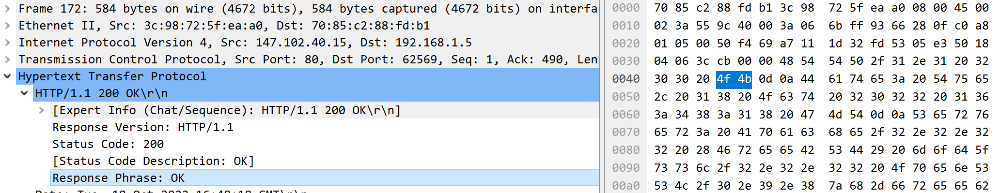 Frame 172: 584 bytes on wire (4672 bits), 584 bytes captured (4672 bits) on
Ethernet II, Src: 3c:98:72:5f:ea:a0, Dst: 70:85:c2:88:fd:b1
Internet Protocol Version 4, Src: 147.102.40.15, Dst: 192.168.1.5
Transmission Control Protocol, Src Port: 80, Dst Port: 62569, Seq: 1, Ack: 490, Len
Hypertext Transfer Protocol
HTTP/1.1 200 OK\r\n
[Expert Info (Chat/Sequence): HTTP/1.1 200 OK\r\n]
Response Version: HTTP/1.1
Status Code: 200
[Status Code Description: OK]
Response Phrase: OK
0000 70 85 c2 88 fd b1 3c 98 72 5f ea a0 08 00 45 00
0010 02 3a 55 9c 40 00 3a 06 6b ff 93 66 28 0f c0 a8
0020 01 05 00 50 f4 69 a7 11 1d 32 fd 53 05 e3 50 18
0030 04 06 3c cb 00 00 48 54 54 50 2f 31 2e 31 20 32
0040 30 30 20 4f 4b 0d 0a 44 61 74 65 3a 20 54 75 65
0050 2c 20 31 38 20 4f 63 74 20 32 30 32 32 20 31 36
0060 3a 34 38 3a 31 38 20 47 4d 54 0d 0a 53 65 72 76
0070 65 72 3a 20 41 70 61 63 68 65 2f 32 2e 32 2e 32
0080 32 20 28 46 72 65 65 42 53 44 29 20 6d 6f 64 5f
0090 73 73 6c 2f 32 2e 32 2e 32 32 20 4f 70 65 6e 53
00a0 53 4c 2f 30 2e 39 2e 38 7a 68 2d 66 72 65 65 62